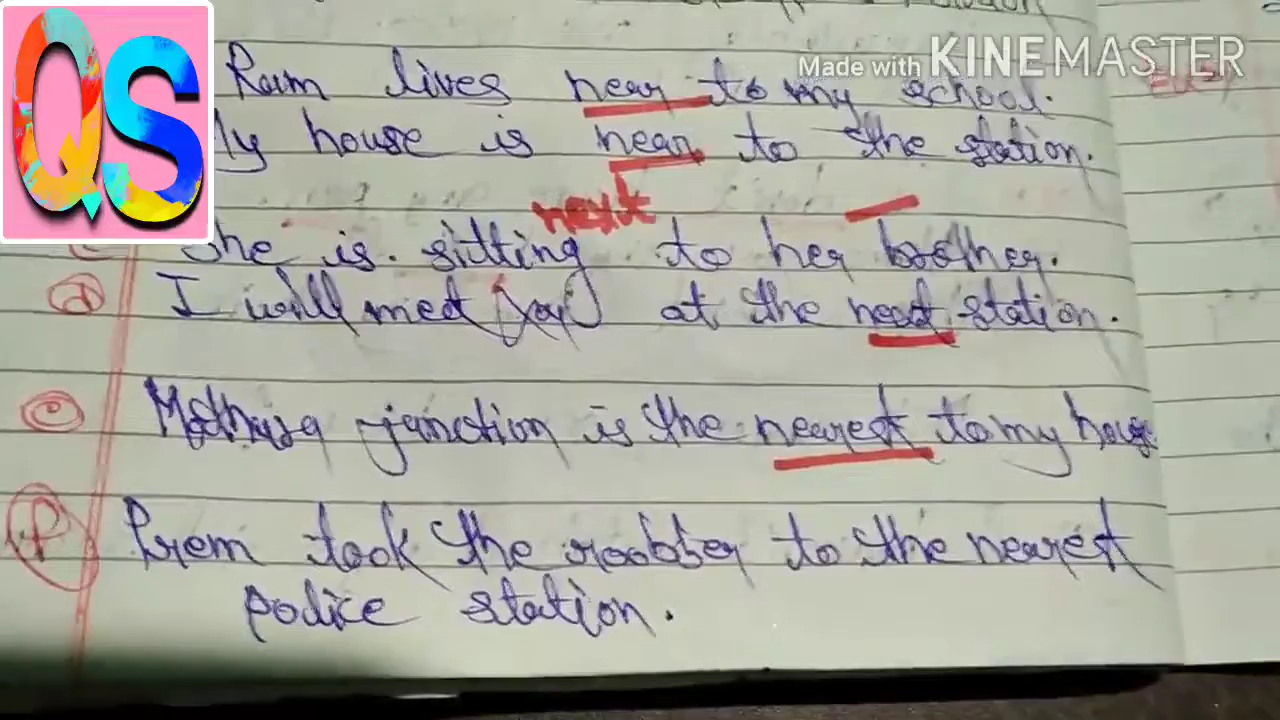 QS
Made with KINEMASTER
Ram lives near to my school.
My house is near to the station.
next
She is sitting to her brother.
(d) I will meet you at the next station.
(e) Mathura junction is the nearest to my house
(f) Prem took the robber to the nearest
police station.